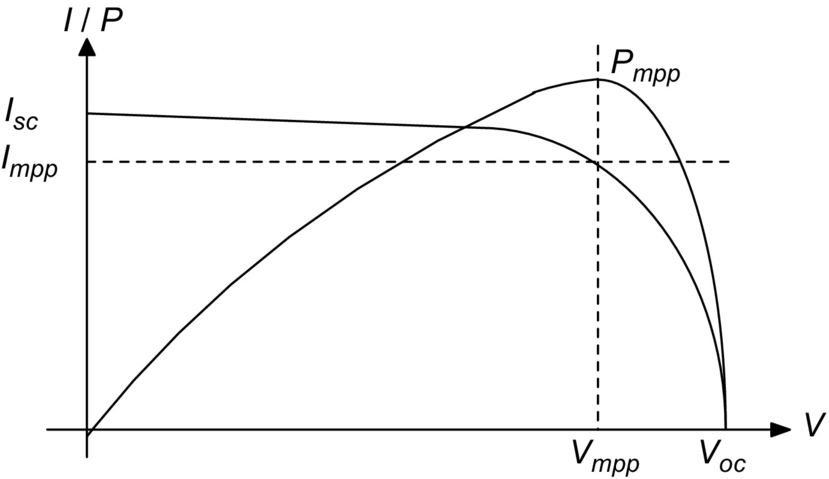 I / P
P_mpp
I_sc
I_mpp
V
V_mpp
V_oc